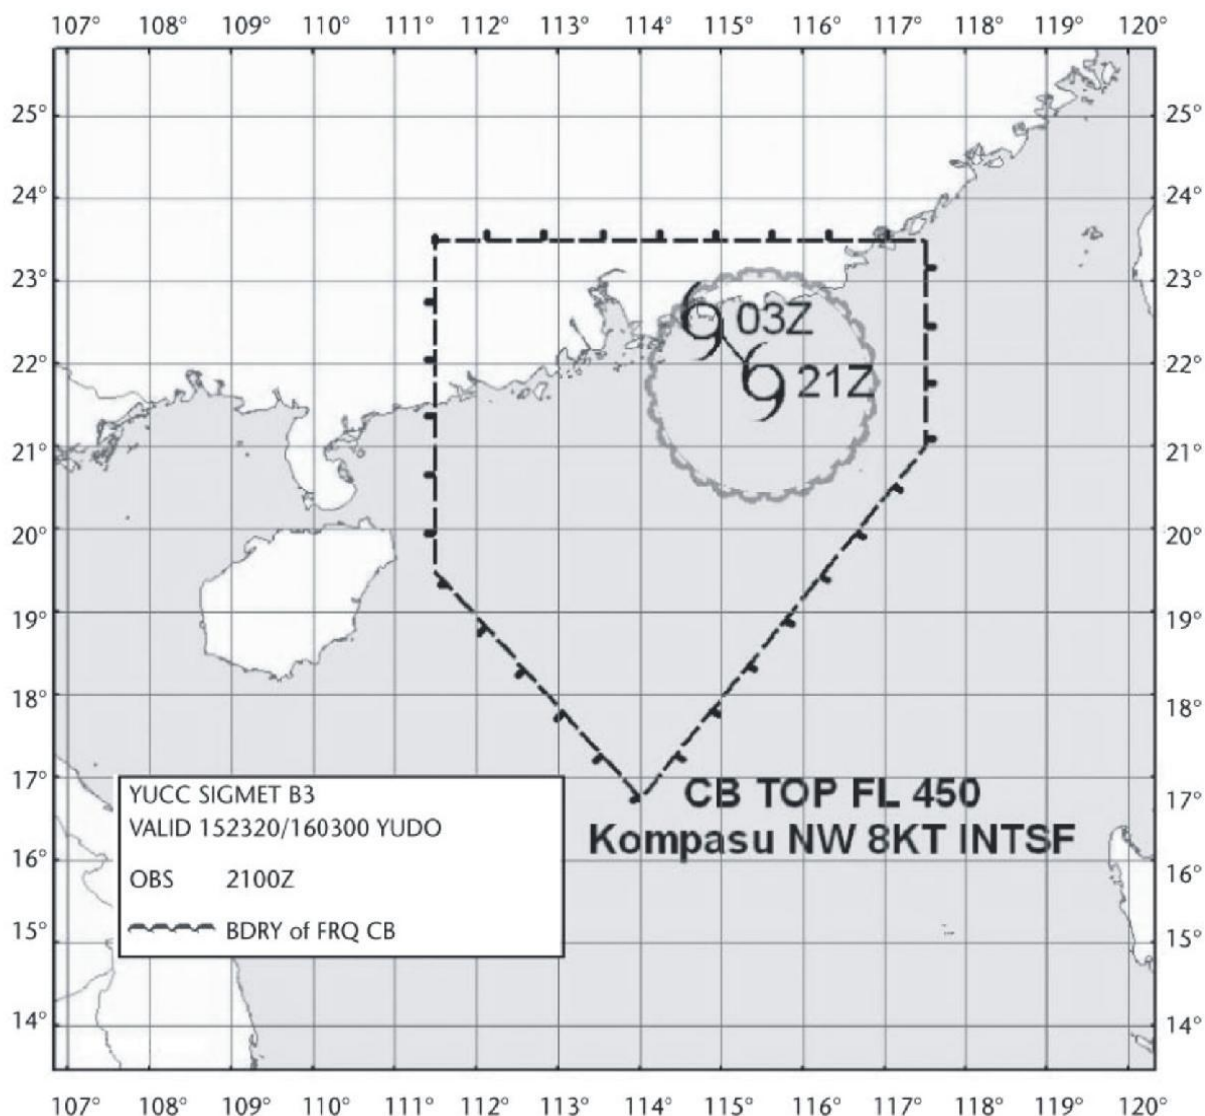 107° 108° 109° 110° 111° 112° 113° 114° 115° 116° 117° 118° 119° 120°
25° 25°
24° 24°
23° 23°
03Z
22° 22°
21Z
21° 21°
20° 20°
19° 19°
18° 18°
17° 17°
CB TOP FL 450
Kompasu NW 8KT INTSF
YUCC SIGMET B3
VALID 152320/160300 YUDO
OBS 2100Z
BDRY of FRQ CB
16° 16°
15° 15°
14° 14°
107° 108° 109° 110° 111° 112° 113° 114° 115° 116° 117° 118° 119° 120°